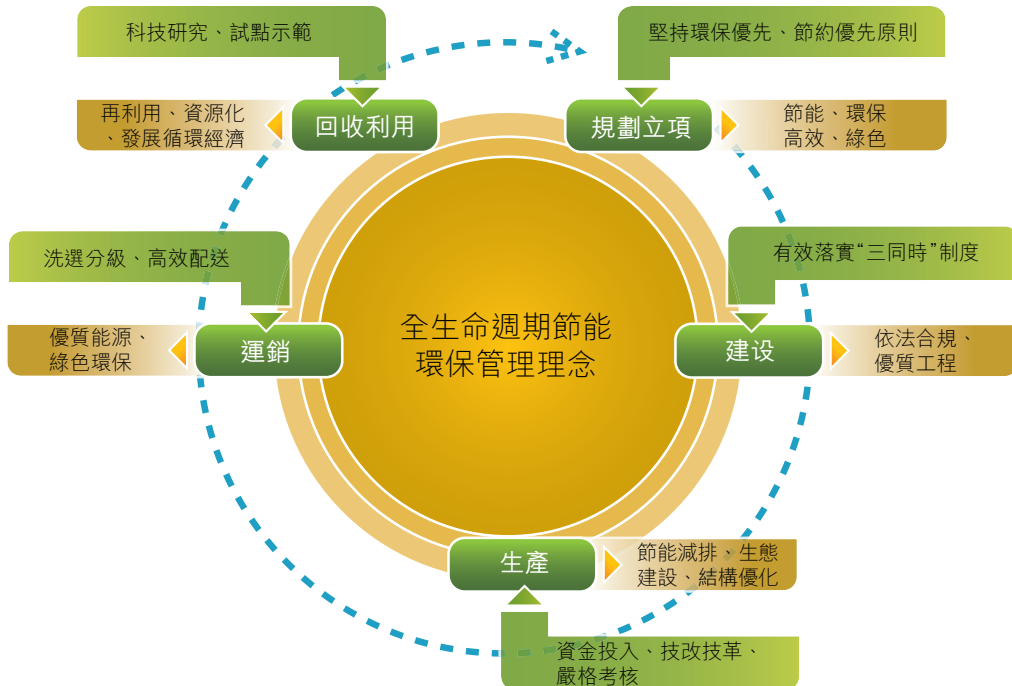 科技研究、試點示範
堅持環保優先、節約優先原則
再利用、資源化
、發展循環經濟
回收利用
規劃立項
節能、環保
高效、綠色
洗選分級、高效配送
有效落實“三同時”制度
優質能源、
綠色環保
運銷
全生命週期節能
環保管理理念
建设
依法合規、
優質工程
生產
節能減排、生態
建設、結構優化
資金投入、技改技革、
嚴格考核